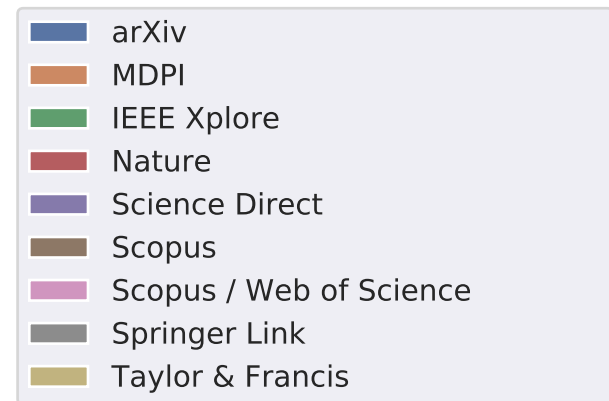 arXiv
MDPI
IEEE Xplore
Nature
Science Direct
Scopus
Scopus / Web of Science
Springer Link
Taylor & Francis